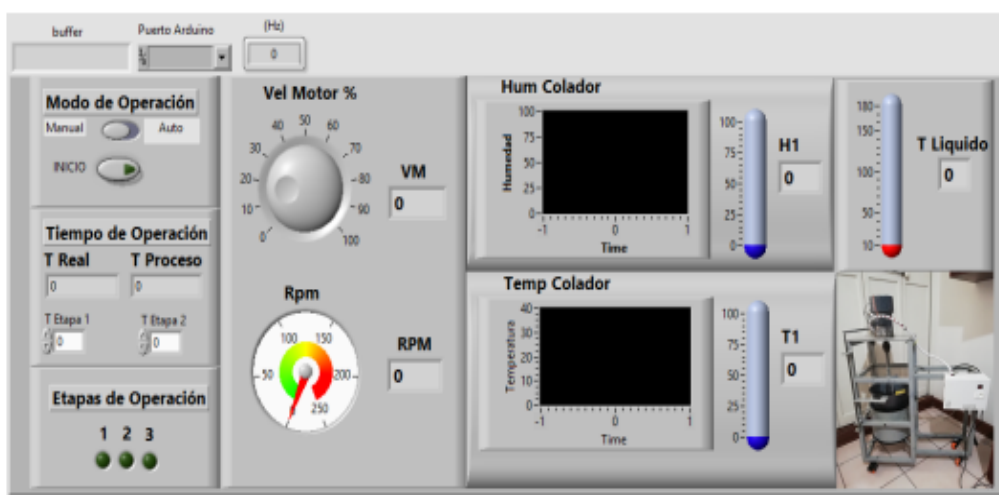 buffer
Puerto Arduino
(Hz)
0
Modo de Operación
Manual
Auto
INICIO
Tiempo de Operación
T Real
T Proceso
0
0
T Etapa 1
T Etapa 2
0
0
Etapas de Operación
1 2 3
Vel Motor %
0
10
20
30
40
50
60
70
80
90
100
VM
0
Rpm
0
50
100
150
200
250
RPM
0
Hum Colador
Humedad
100
75
50
25
0
-1
0
1
Time
100
75
50
25
0
H1
0
Temp Colador
Temperatura
40
30
20
10
0
-1
0
1
Time
100
75
50
25
0
T1
0
180
150
50
10
T Liquido
0